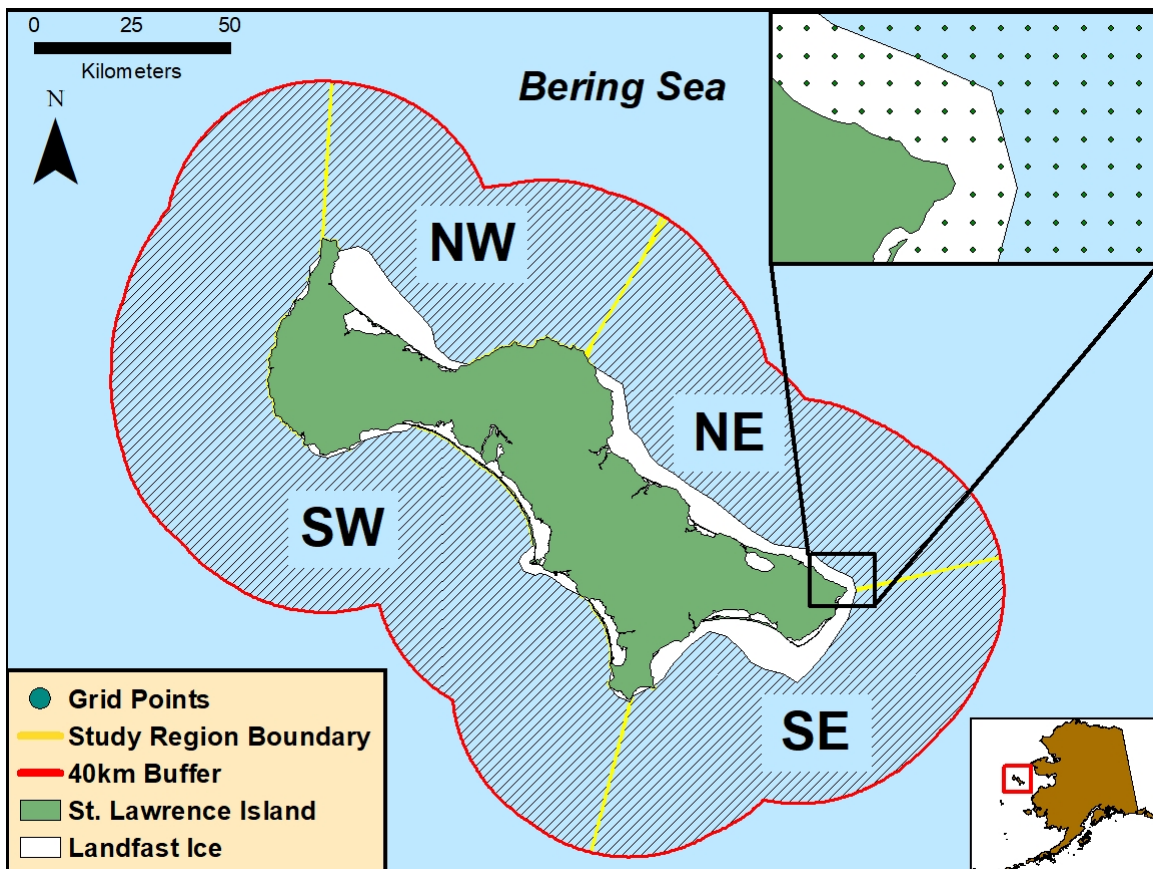 0 25 50
Kilometers
N
Bering Sea
NW
NE
SW
SE
Grid Points
Study Region Boundary
40km Buffer
St. Lawrence Island
Landfast Ice